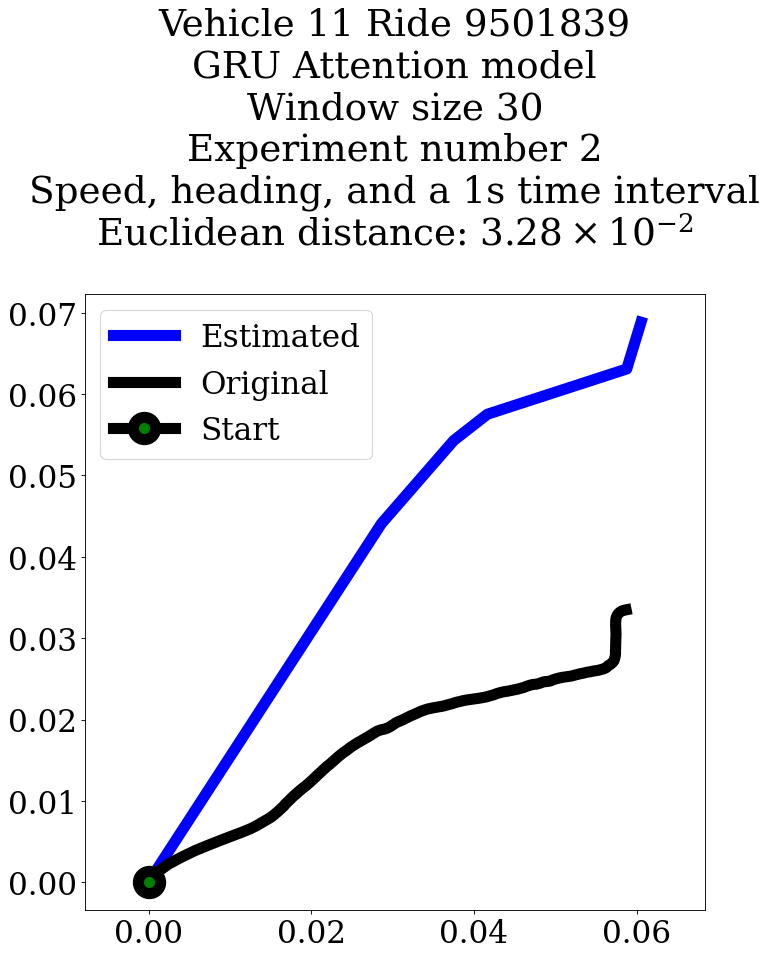 Vehicle 11 Ride 9501839
GRU Attention model
Window size 30
Experiment number 2
Speed, heading, and a 1s time interval
Euclidean distance: 3.28 × 10⁻²
0.07
0.06
0.05
0.04
0.03
0.02
0.01
0.00
Estimated
Original
Start
0.00 0.02 0.04 0.06